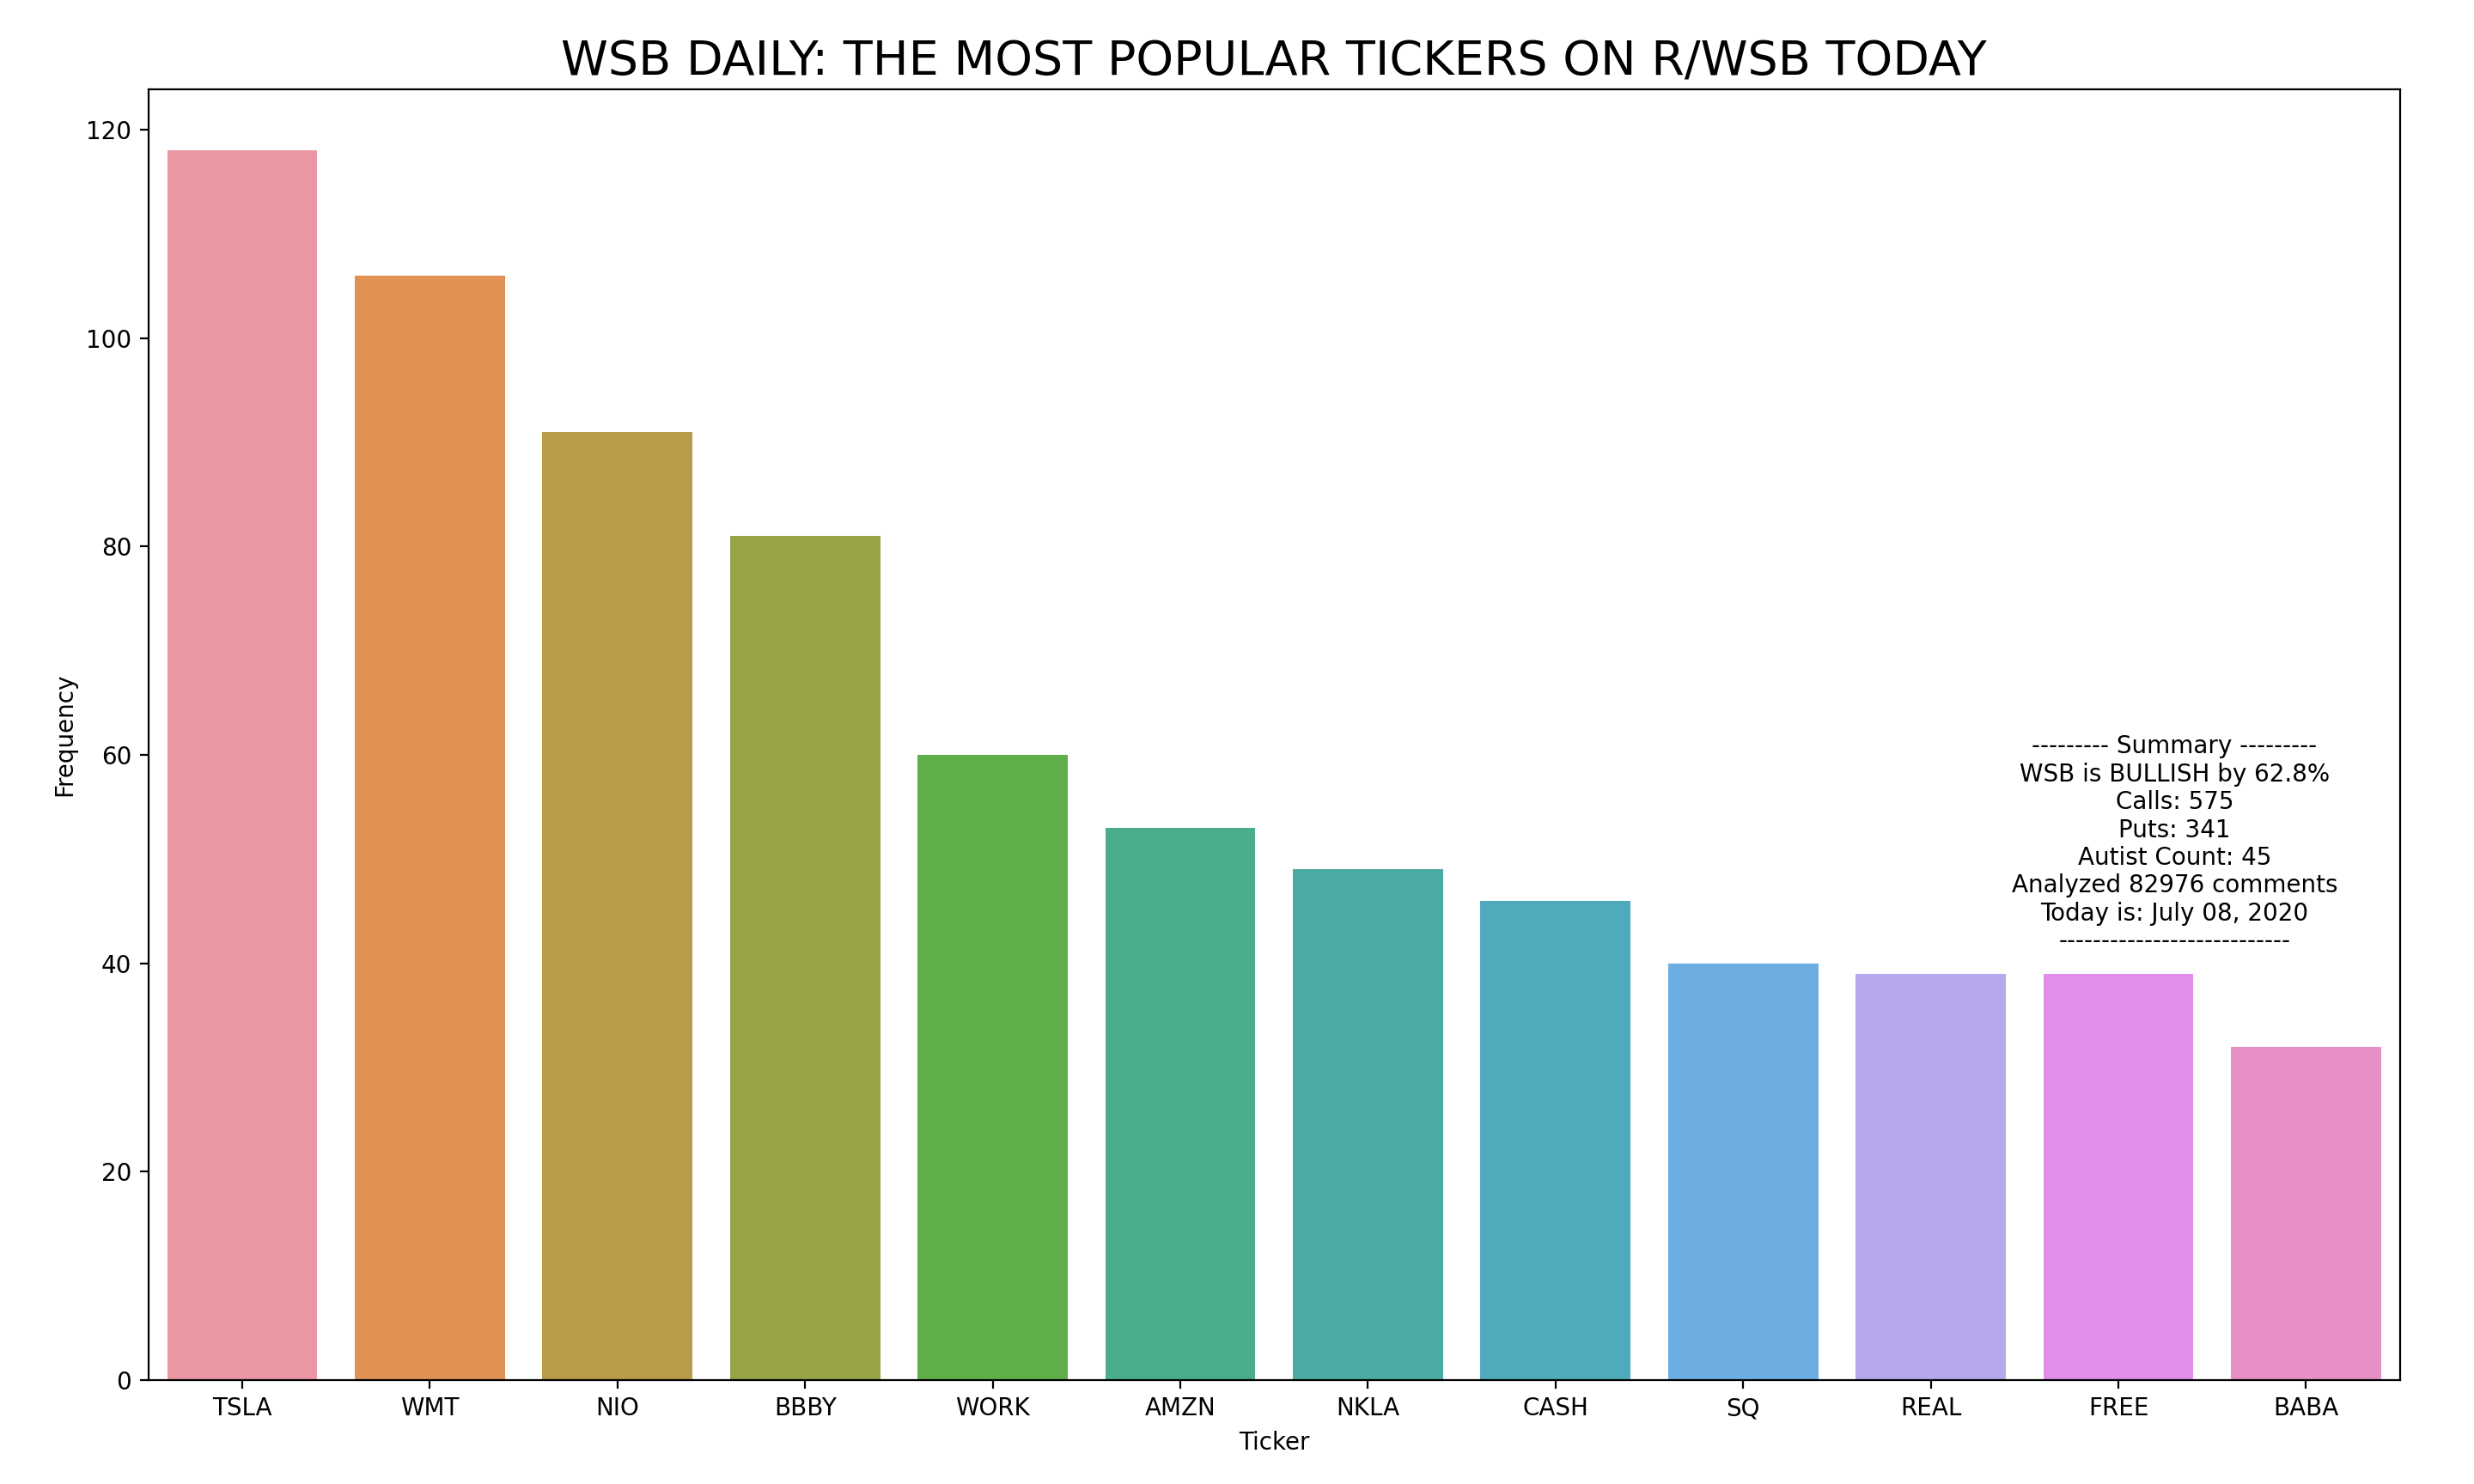 WSB DAILY: THE MOST POPULAR TICKERS ON R/WSB TODAY
120
100
80
60
40
20
0
Frequency
--------- Summary ---------
WSB is BULLISH by 62.8%
Calls: 575
Puts: 341
Autist Count: 45
Analyzed 82976 comments
Today is: July 08, 2020
---------------------------
TSLA WMT NIO BBBY WORK AMZN NKLA CASH SQ REAL FREE BABA
Ticker